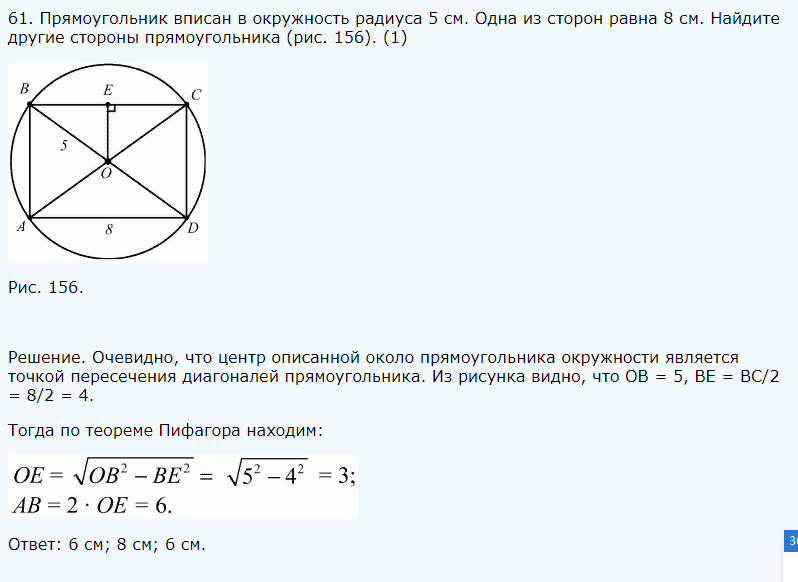 61. Прямоугольник вписан в окружность радиуса 5 см. Одна из сторон равна 8 см. Найдите
другие стороны прямоугольника (рис. 156). (1)
B E C
5
O
A 8 D
Рис. 156.
Решение. Очевидно, что центр описанной около прямоугольника окружности является
точкой пересечения диагоналей прямоугольника. Из рисунка видно, что OB = 5, BE = BC/2
= 8/2 = 4.
Тогда по теореме Пифагора находим:
OE = √(OB² – BE²) = √(5² – 4²) = 3;
AB = 2 · OE = 6.
Ответ: 6 см; 8 см; 6 см.